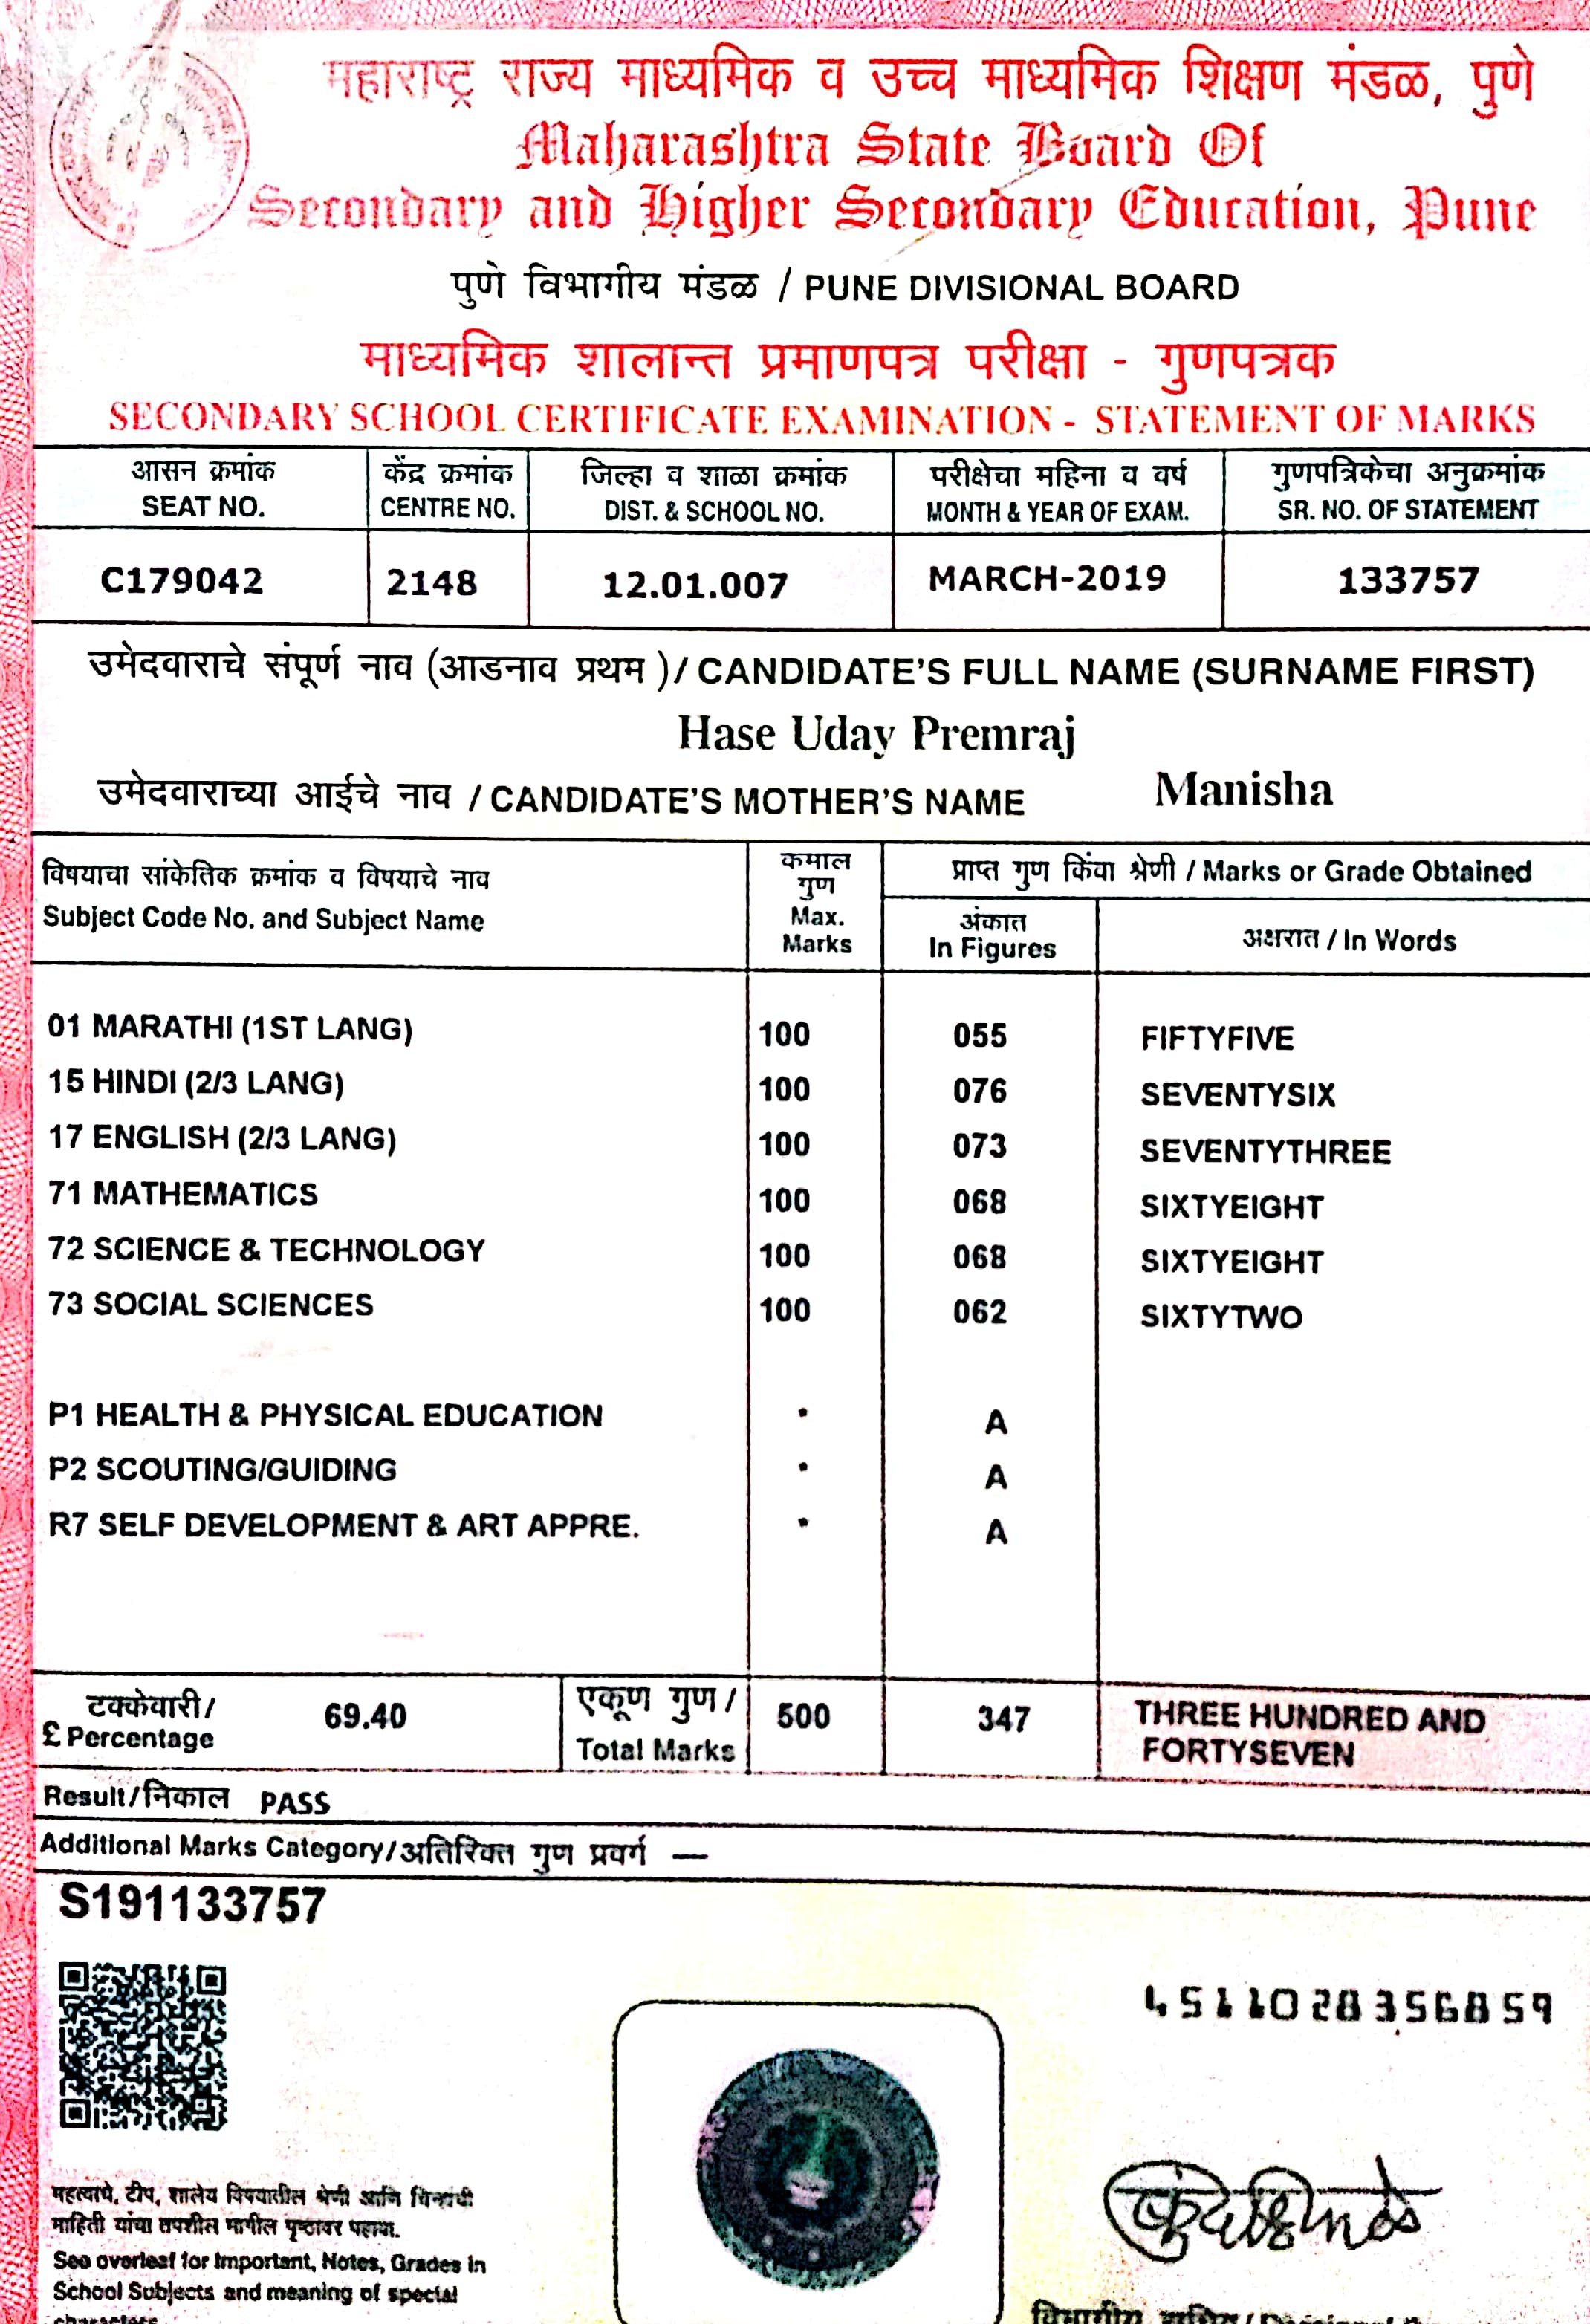 महाराष्ट्र राज्य माध्यमिक व उच्च माध्यमिक शिक्षण मंडळ, पुणे
Maharashtra State Board Of
Secondary and Higher Secondary Education, Pune
पुणे विभागीय मंडळ / PUNE DIVISIONAL BOARD
माध्यमिक शालान्त प्रमाणपत्र परीक्षा - गुणपत्रक
SECONDARY SCHOOL CERTIFICATE EXAMINATION - STATEMENT OF MARKS
आसन क्रमांक केंद्र क्रमांक जिल्हा व शाळा क्रमांक परीक्षेचा महिना व वर्ष गुणपत्रिकेचा अनुक्रमांक
SEAT NO. CENTRE NO. DIST. & SCHOOL NO. MONTH & YEAR OF EXAM. SR. NO. OF STATEMENT
C179042 2148 12.01.007 MARCH-2019 133757
उमेदवाराचे संपूर्ण नाव (आडनाव प्रथम )/ CANDIDATE'S FULL NAME (SURNAME FIRST)
Hase Uday Premraj
उमेदवाराच्या आईचे नाव / CANDIDATE'S MOTHER'S NAME Manisha
विषयाचा सांकेतिक क्रमांक व विषयाचे नाव
Subject Code No. and Subject Name
कमाल
गुण
Max.
Marks
प्राप्त गुण किंवा श्रेणी / Marks or Grade Obtained
अंकात
In Figures
अक्षरात / In Words
01 MARATHI (1ST LANG) 100 055 FIFTYFIVE
15 HINDI (2/3 LANG) 100 076 SEVENTYSIX
17 ENGLISH (2/3 LANG) 100 073 SEVENTYTHREE
71 MATHEMATICS 100 068 SIXTYEIGHT
72 SCIENCE & TECHNOLOGY 100 068 SIXTYEIGHT
73 SOCIAL SCIENCES 100 062 SIXTYTWO
P1 HEALTH & PHYSICAL EDUCATION * A
P2 SCOUTING/GUIDING * A
R7 SELF DEVELOPMENT & ART APPRE. * A
टक्केवारी/
£ Percentage
69.40
एकूण गुण /
Total Marks
500 347
THREE HUNDRED AND
FORTYSEVEN
Result/निकाल PASS
Additional Marks Category/अतिरिक्त गुण प्रवर्ग —
S191133757
महत्वाचे, टीप, शालेय विषयातील श्रेणी आणि चिन्हांची
माहिती यांचा तपशील मागील पृष्ठावर पहावा.
See overleaf for Important, Notes, Grades in
School Subjects and meaning of special
characters